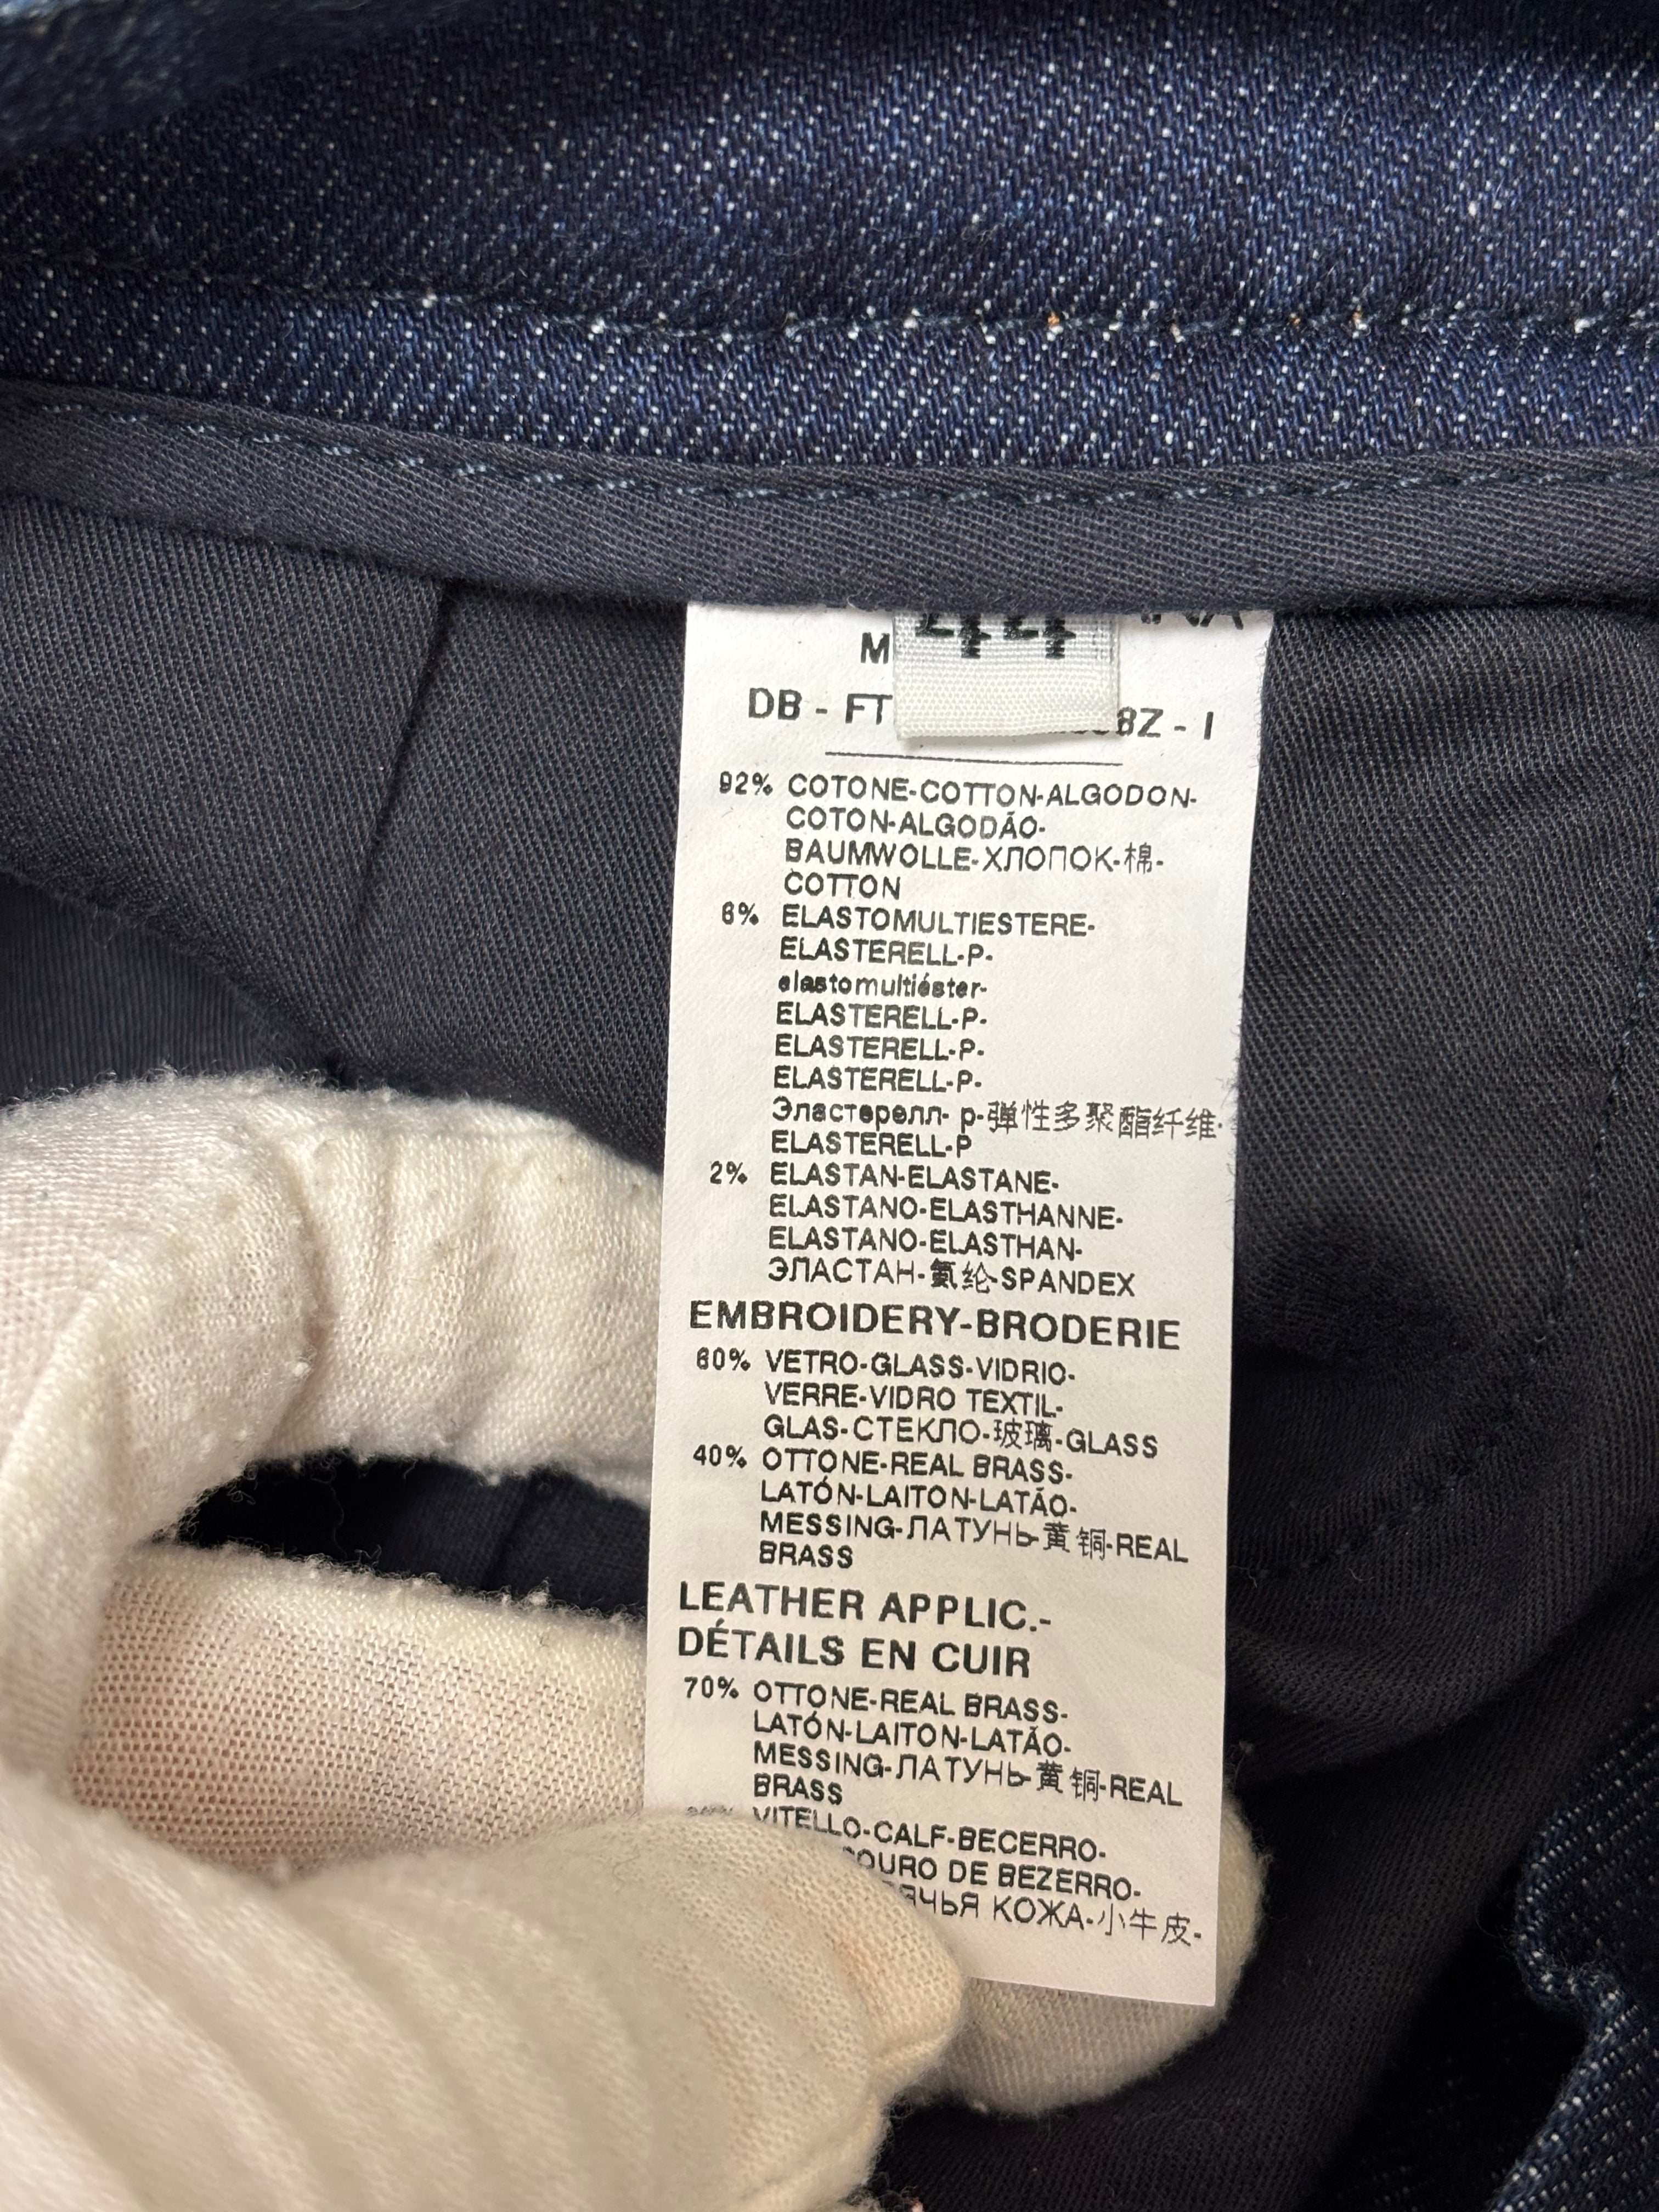 44
M
DB - FT 8Z - I
92% COTONE-COTTON-ALGODON-
COTON-ALGODÃO-
BAUMWOLLE-ХЛОПОК-棉-
COTTON
6% ELASTOMULTIESTERE-
ELASTERELL-P-
elastomultiéster-
ELASTERELL-P-
ELASTERELL-P-
ELASTERELL-P-
Эластерелл- р-弹性多聚酯纤维-
ELASTERELL-P
2% ELASTAN-ELASTANE-
ELASTANO-ELASTHANNE-
ELASTANO-ELASTHAN-
ЭЛАСТАН-氨纶-SPANDEX
EMBROIDERY-BRODERIE
60% VETRO-GLASS-VIDRIO-
VERRE-VIDRO TEXTIL-
GLAS-СТЕКЛО-玻璃-GLASS
40% OTTONE-REAL BRASS-
LATÓN-LAITON-LATÃO-
MESSING-ЛАТУНЬ-黄铜-REAL
BRASS
LEATHER APPLIC.-
DÉTAILS EN CUIR
70% OTTONE-REAL BRASS-
LATÓN-LAITON-LATÃO-
MESSING-ЛАТУНЬ-黄铜-REAL
BRASS
VITELLO-CALF-BECERRO-
COURO DE BEZERRO-
КОЖА-小牛皮-